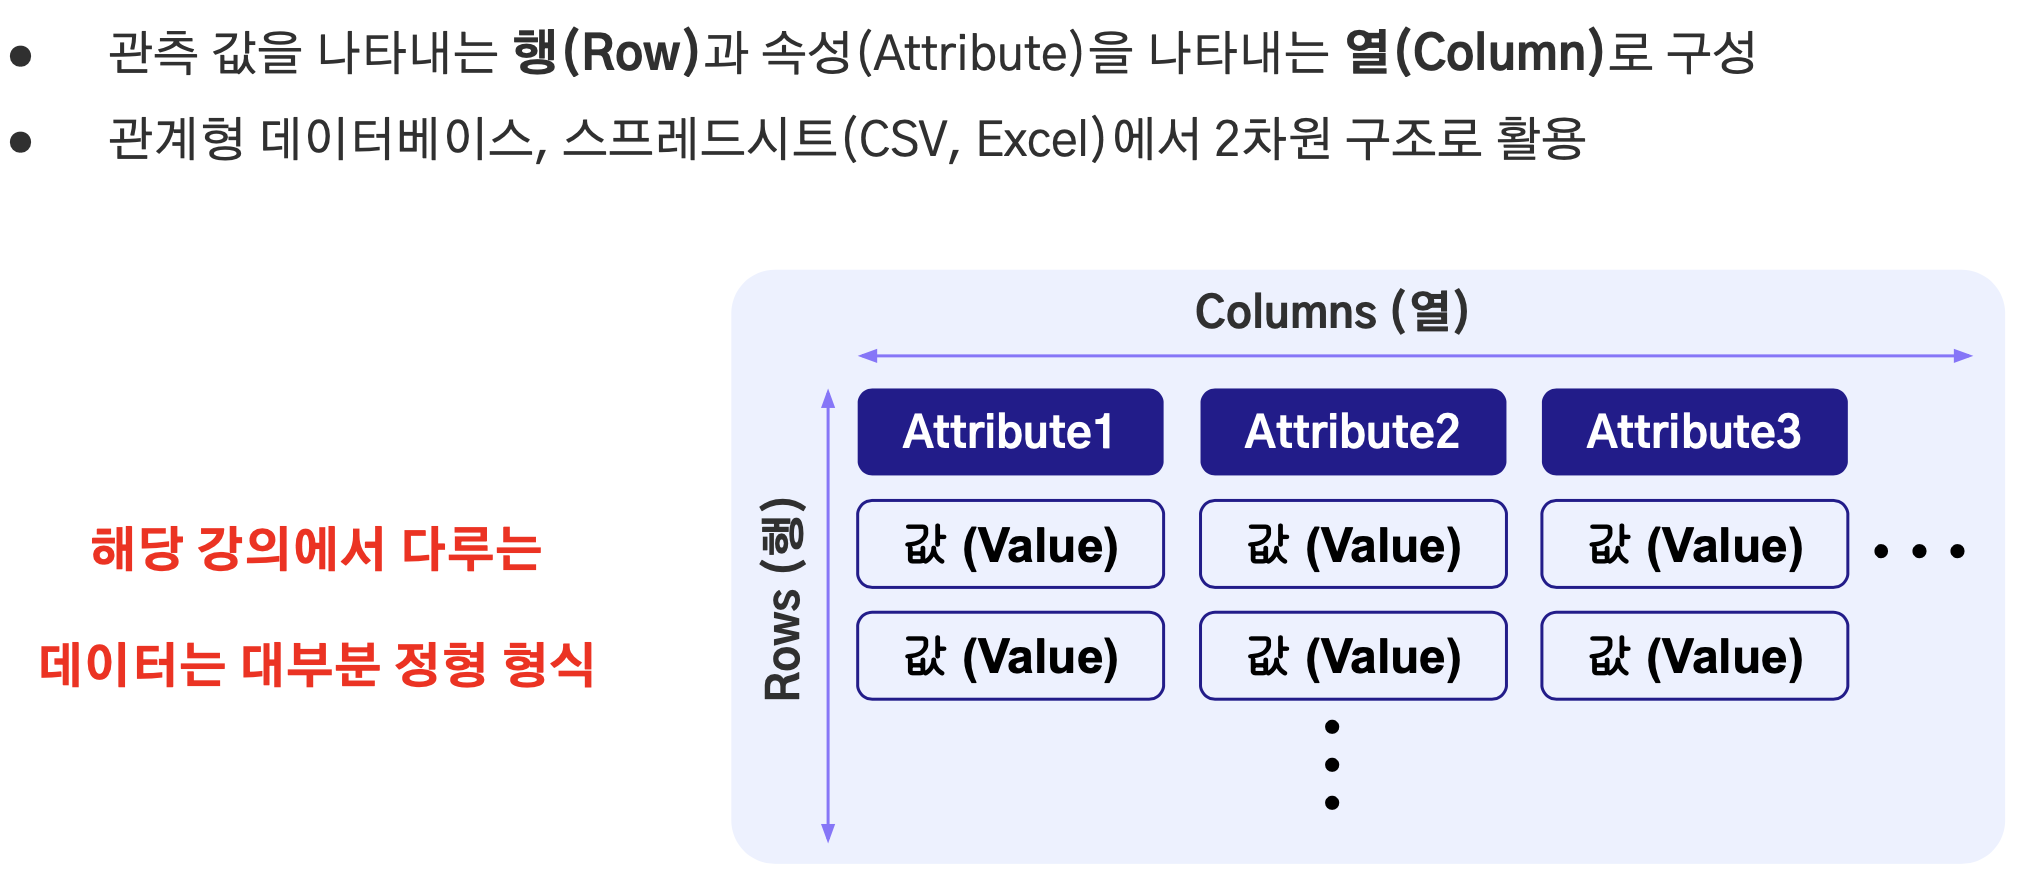 ● 관측 값을 나타내는 행(Row)과 속성(Attribute)을 나타내는 열(Column)로 구성
● 관계형 데이터베이스, 스프레드시트(CSV, Excel)에서 2차원 구조로 활용
해당 강의에서 다루는
데이터는 대부분 정형 형식
Columns (열)
Rows (행)
Attribute1 Attribute2 Attribute3
값 (Value) 값 (Value) 값 (Value) • • •
값 (Value) 값 (Value) 값 (Value)